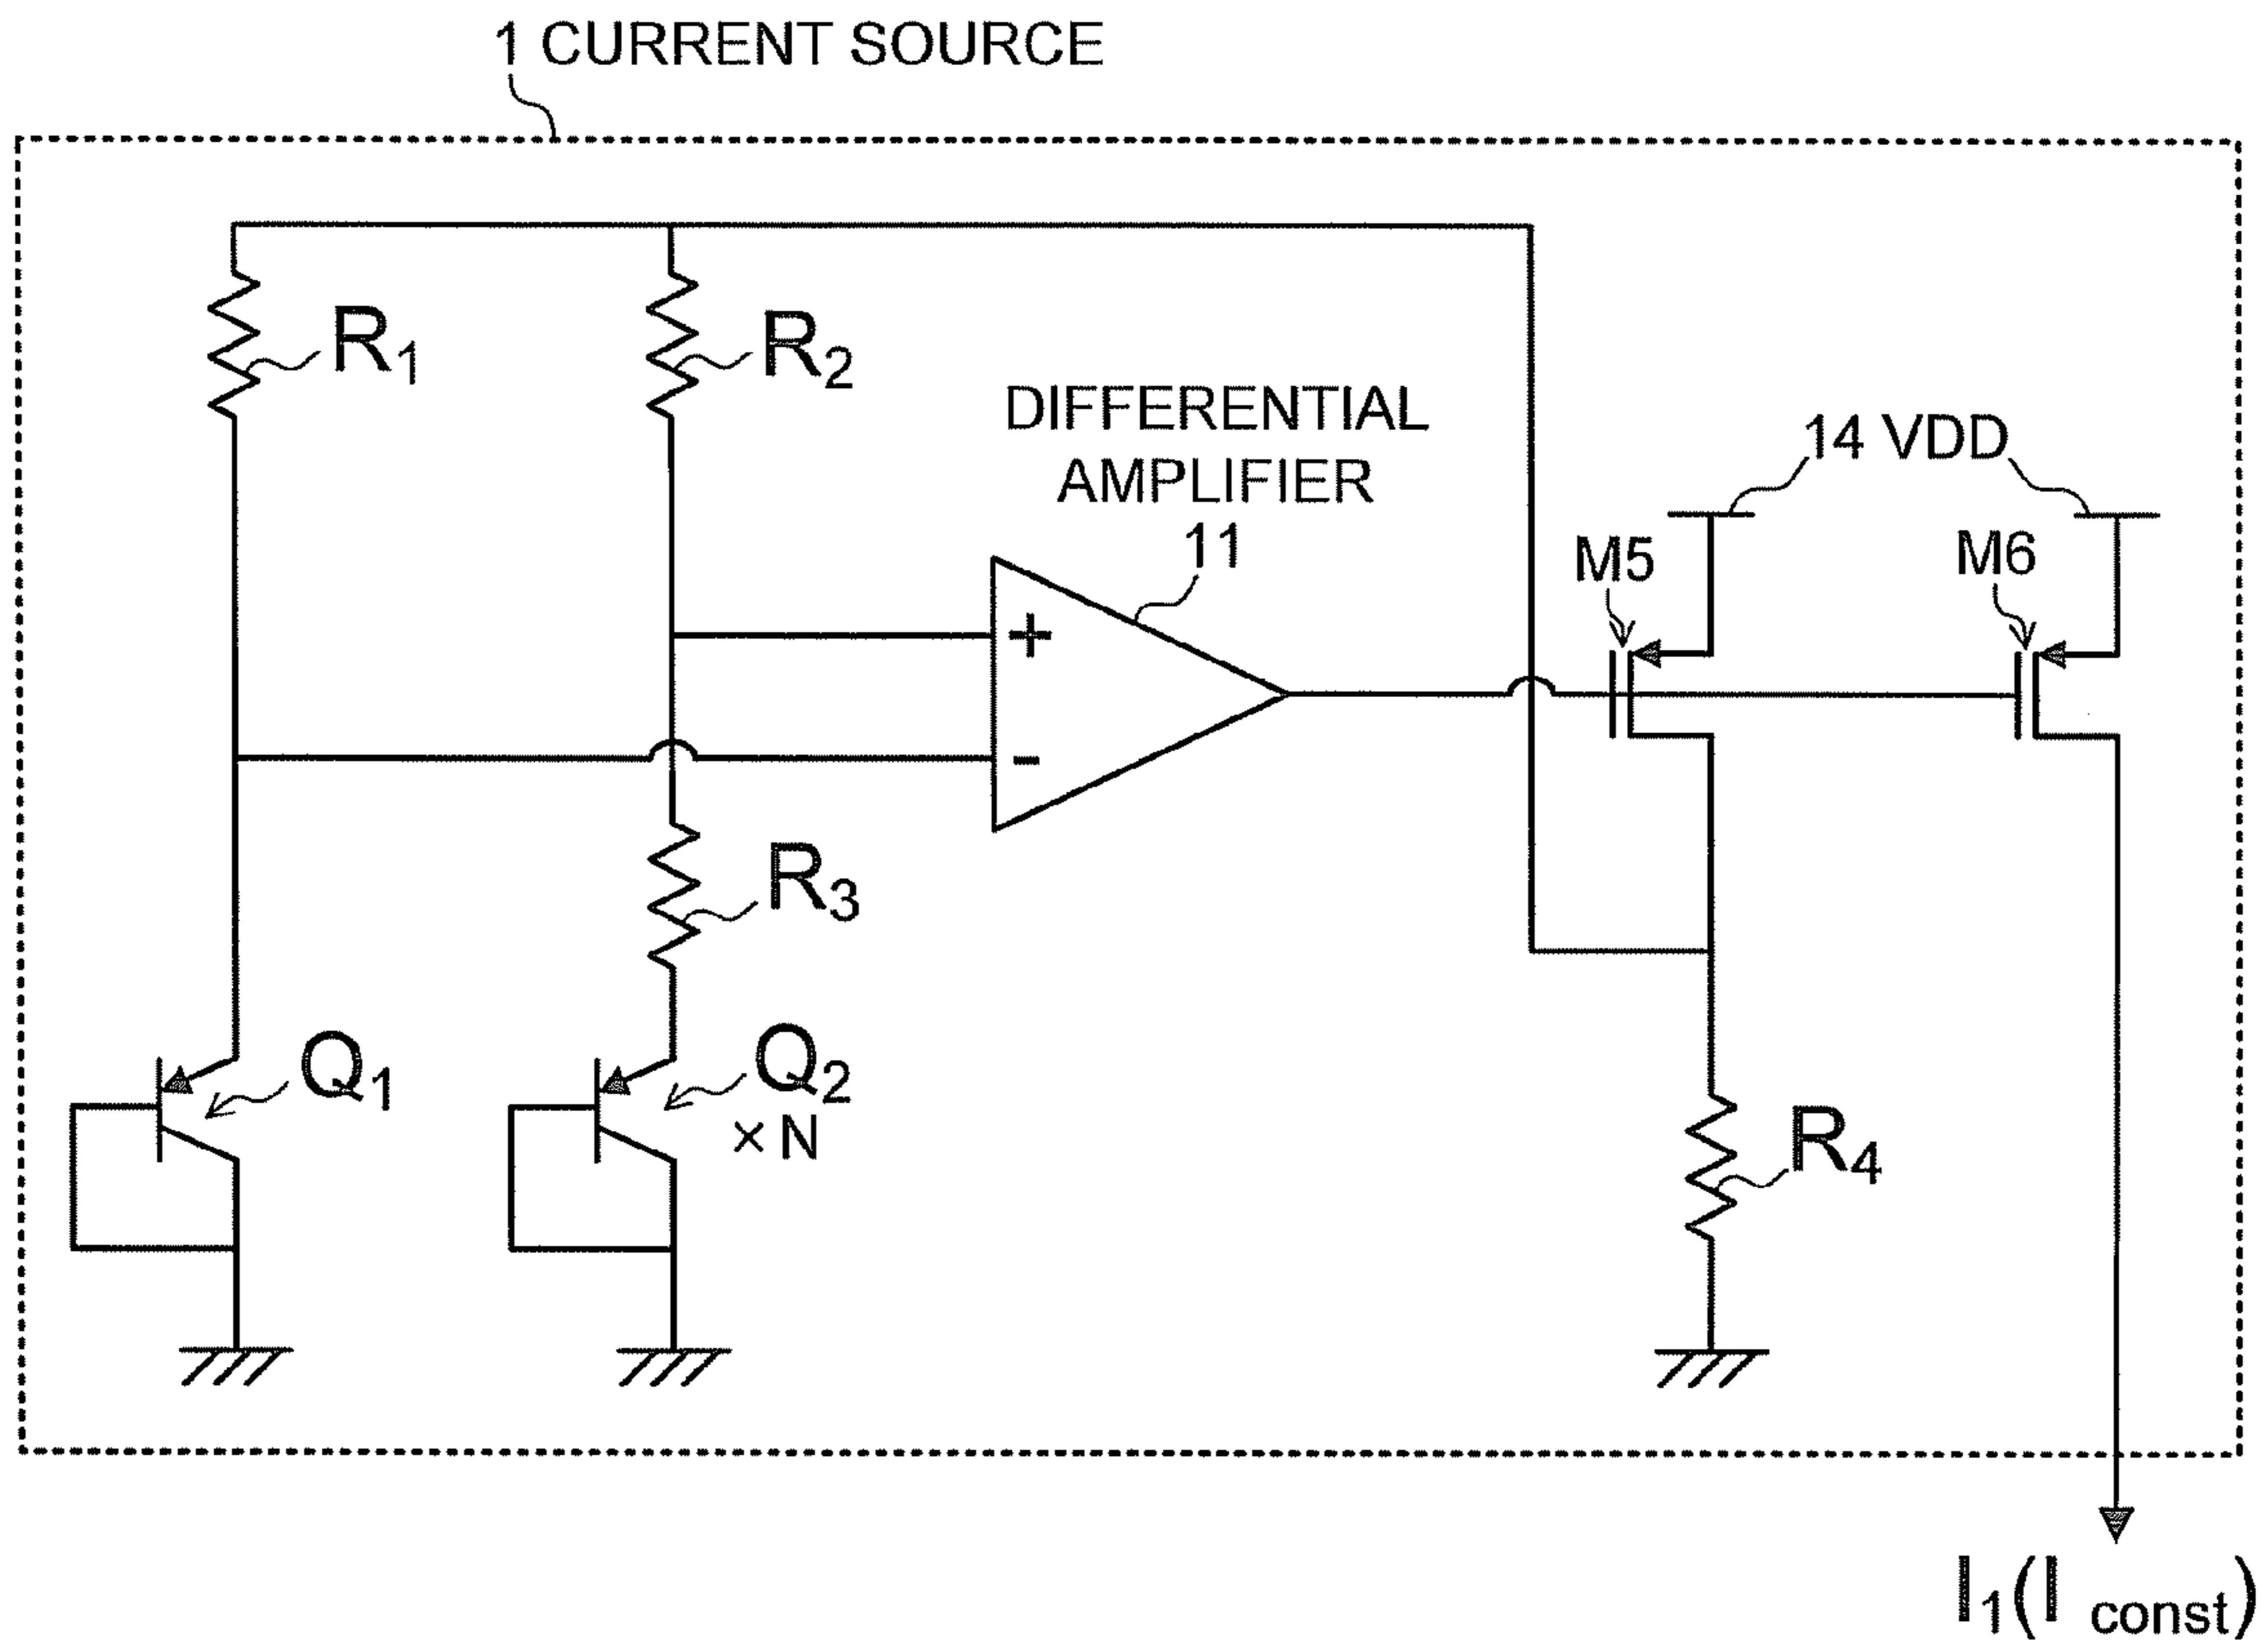 1 CURRENT SOURCE
R1
R2
DIFFERENTIAL
AMPLIFIER
11
14 VDD
M5
M6
+
-
R3
Q1
Q2
× N
R4
I1(I const)